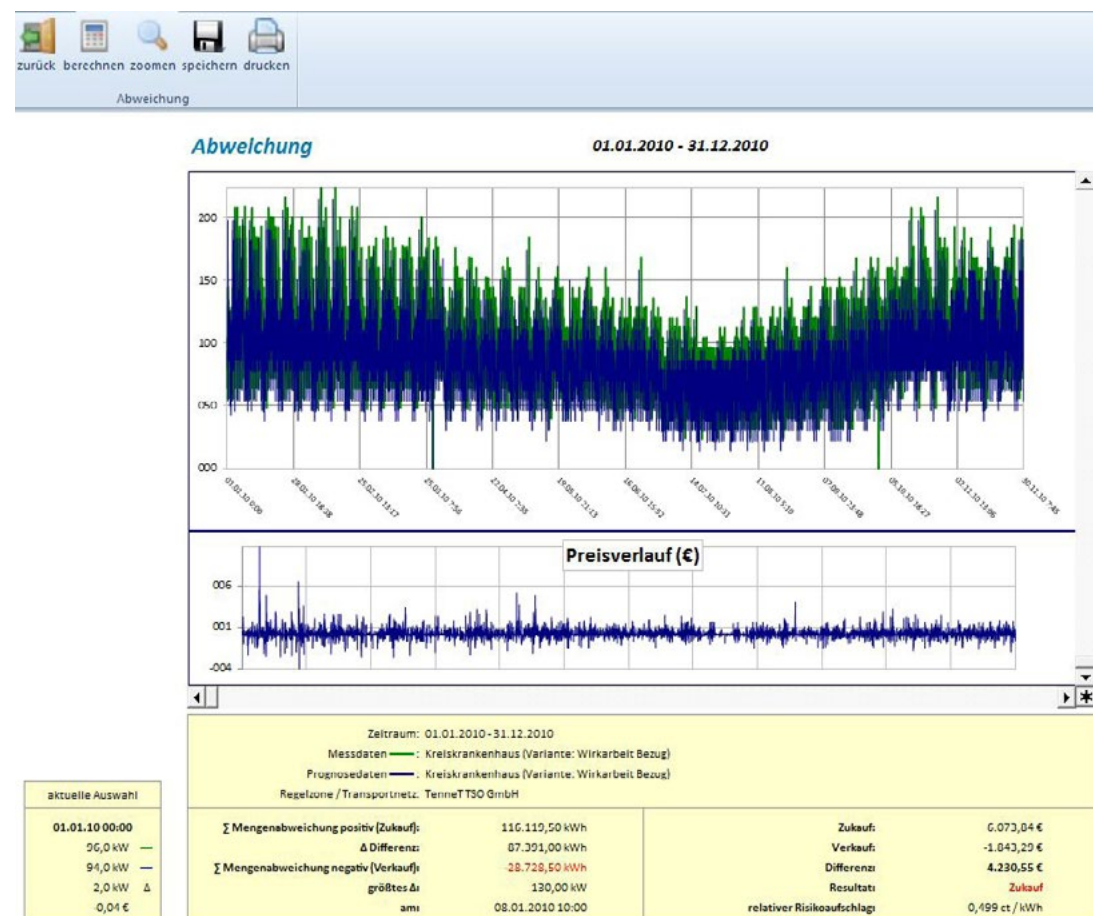 zurück berechnen zoomen speichern drucken
Abweichung
Abweichung 01.01.2010 - 31.12.2010
200
150
100
050
000
01.01.10 0:00
Preisverlauf (€)
006
001
-004
Zeitraum: 01.01.2010 - 31.12.2010
Messdaten : Kreiskrankenhaus (Variante: Wirkarbeit Bezug)
Prognosedaten : Kreiskrankenhaus (Variante: Wirkarbeit Bezug)
Regelzone / Transportnetz: TenneT TSO GmbH
aktuelle Auswahl
01.01.10 00:00
96,0 kW
94,0 kW
2,0 kW Δ
-0,04 €
∑ Mengenabweichung positiv (Zukauf): 116.119,50 kWh
Δ Differenz: 87.391,00 kWh
∑ Mengenabweichung negativ (Verkauf): -28.728,50 kWh
größtes Δ: 130,00 kW
am: 08.01.2010 10:00
Zukauf: 6.073,84 €
Verkauf: -1.843,29 €
Differenz: 4.230,55 €
Resultat: Zukauf
relativer Risikoaufschlag: 0,499 ct / kWh